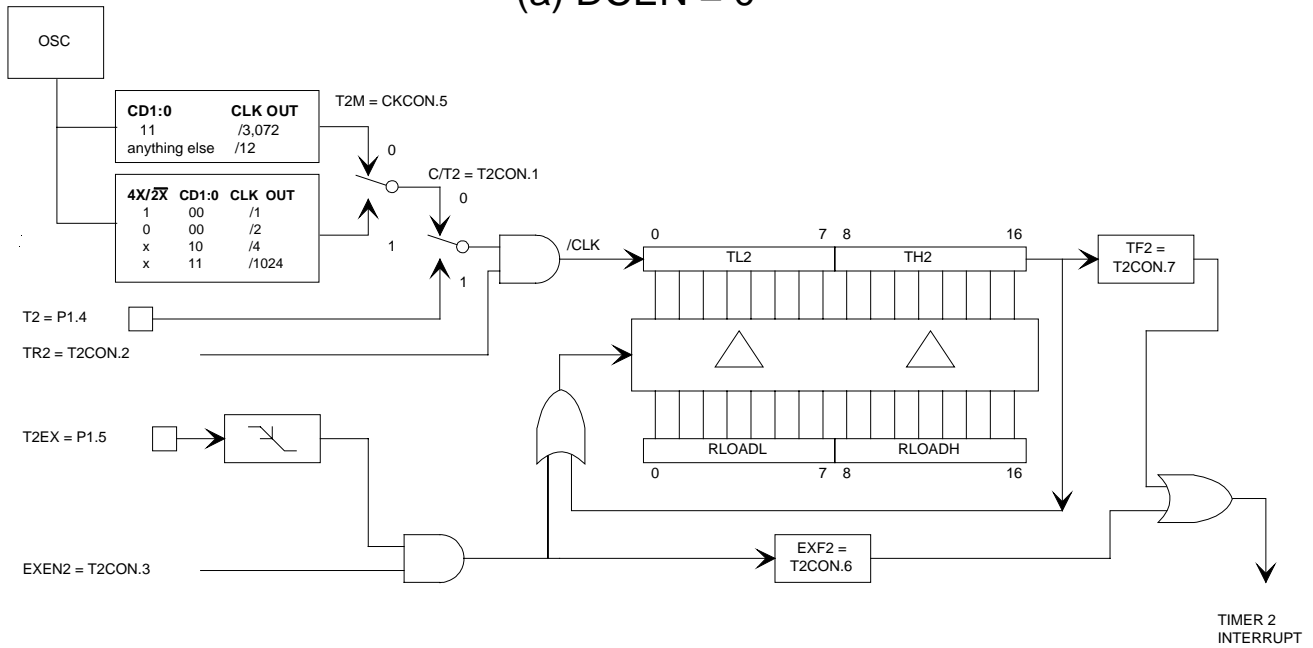 (a) DCEN = 0
OSC
CD1:0 CLK OUT
11 /3,072
anything else /12
T2M = CKCON.5
0
1
4X/2X CD1:0 CLK OUT
1 00 /1
0 00 /2
x 10 /4
x 11 /1024
C/T2 = T2CON.1
0
1
/CLK
0 7 8 16
TL2 TH2
TF2 =
T2CON.7
T2 = P1.4
TR2 = T2CON.2
T2EX = P1.5
RLOADL RLOADH
0 7 8 16
EXEN2 = T2CON.3
EXF2 =
T2CON.6
TIMER 2
INTERRUPT